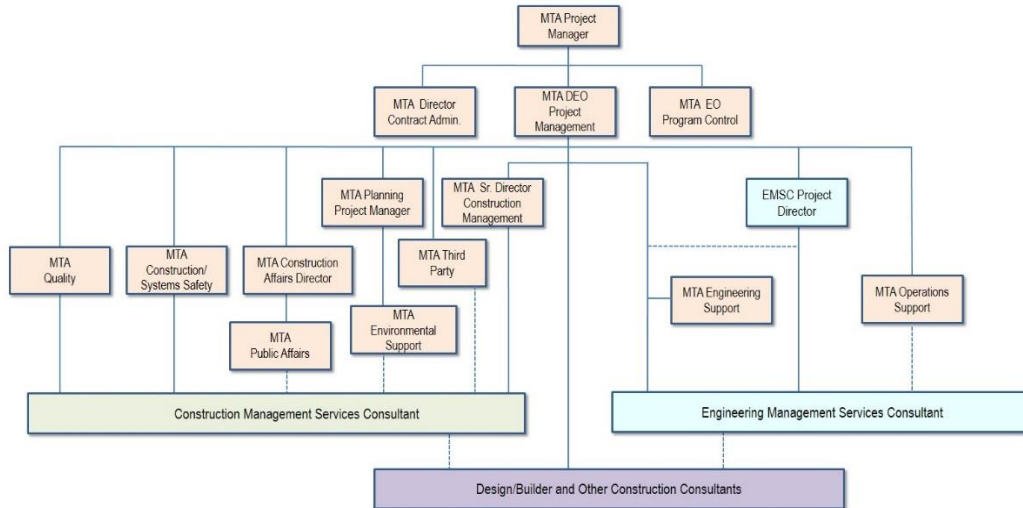 MTA Project
Manager
MTA Director
Contract Admin.
MTA DEO
Project
Management
MTA EO
Program Control
MTA Planning
Project Manager
MTA Sr. Director
Construction
Management
EMSC Project
Director
MTA
Quality
MTA
Construction/
Systems Safety
MTA Construction
Affairs Director
MTA Third
Party
MTA Engineering
Support
MTA Operations
Support
MTA
Public Affairs
MTA
Environmental
Support
Construction Management Services Consultant
Engineering Management Services Consultant
Design/Builder and Other Construction Consultants